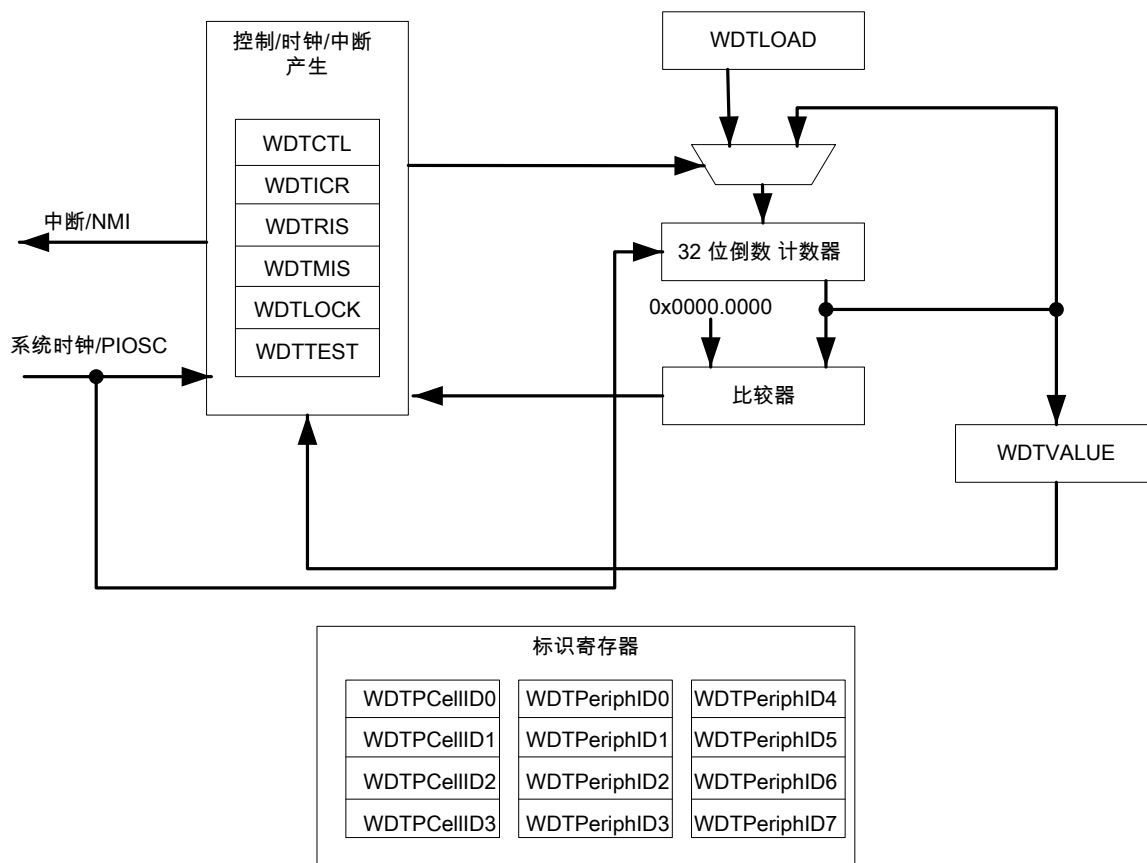 控制/时钟/中断
产生
WDTCTL
WDTICR
WDTRIS
WDTMIS
WDTLOCK
WDTTEST
中断/NMI
系统时钟/PIOSC
WDTLOAD
32 位倒数 计数器
0x0000.0000
比较器
WDTVALUE
标识寄存器
WDTPCellID0 WDTPeriphID0 WDTPeriphID4
WDTPCellID1 WDTPeriphID1 WDTPeriphID5
WDTPCellID2 WDTPeriphID2 WDTPeriphID6
WDTPCellID3 WDTPeriphID3 WDTPeriphID7